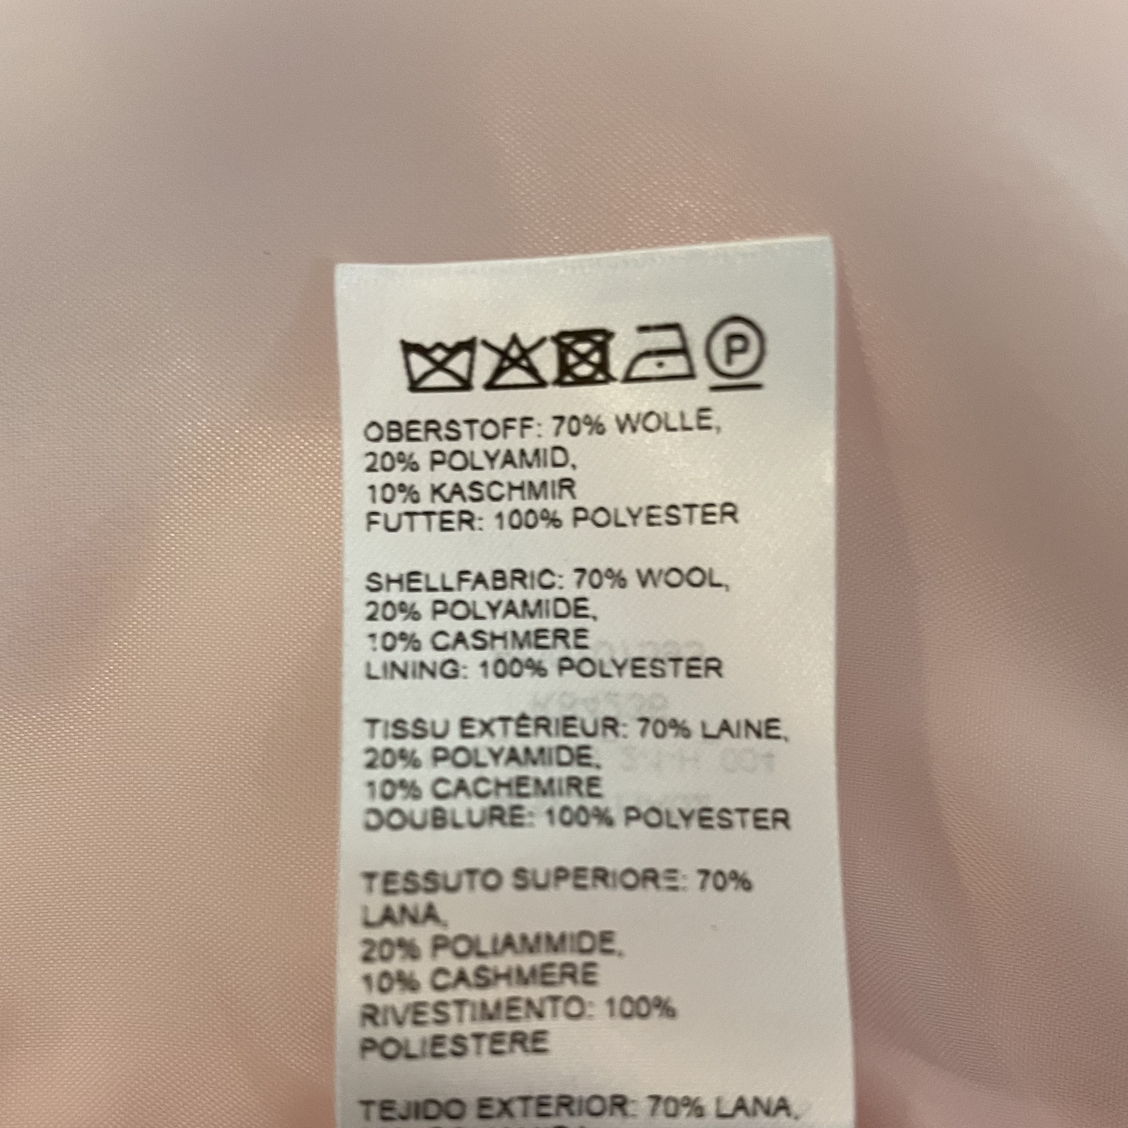 P
OBERSTOFF: 70% WOLLE,
20% POLYAMID,
10% KASCHMIR
FUTTER: 100% POLYESTER
SHELLFABRIC: 70% WOOL,
20% POLYAMIDE,
10% CASHMERE
LINING: 100% POLYESTER
TISSU EXTÉRIEUR: 70% LAINE,
20% POLYAMIDE,
10% CACHEMIRE
DOUBLURE: 100% POLYESTER
TESSUTO SUPERIORE: 70%
LANA,
20% POLIAMMIDE,
10% CASHMERE
RIVESTIMENTO: 100%
POLIESTERE
TEJIDO EXTERIOR: 70% LANA,